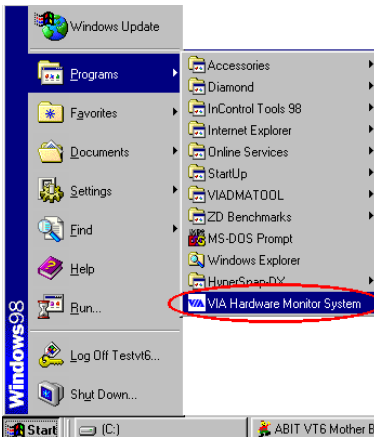 Windows Update
Programs
Favorites
Documents
Settings
Find
Help
Run...
Log Off Testvt6...
Shut Down...
Windows98
Accessories
Diamond
InControl Tools 98
Internet Explorer
Online Services
StartUp
VIADMATOOL
ZD Benchmarks
MS-DOS Prompt
Windows Explorer
HyperSnap-DX
VIA Hardware Monitor System
Start
(C:)
ABIT VT6 Mother B